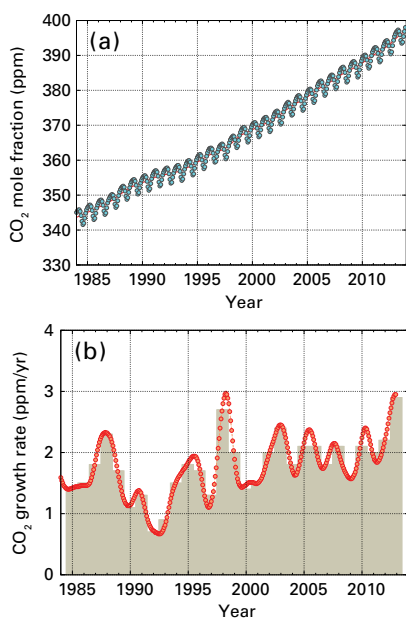 (a)
CO₂ mole fraction (ppm)
400
390
380
370
360
350
340
330
1985 1990 1995 2000 2005 2010
Year
(b)
CO₂ growth rate (ppm/yr)
4
3
2
1
0
1985 1990 1995 2000 2005 2010
Year